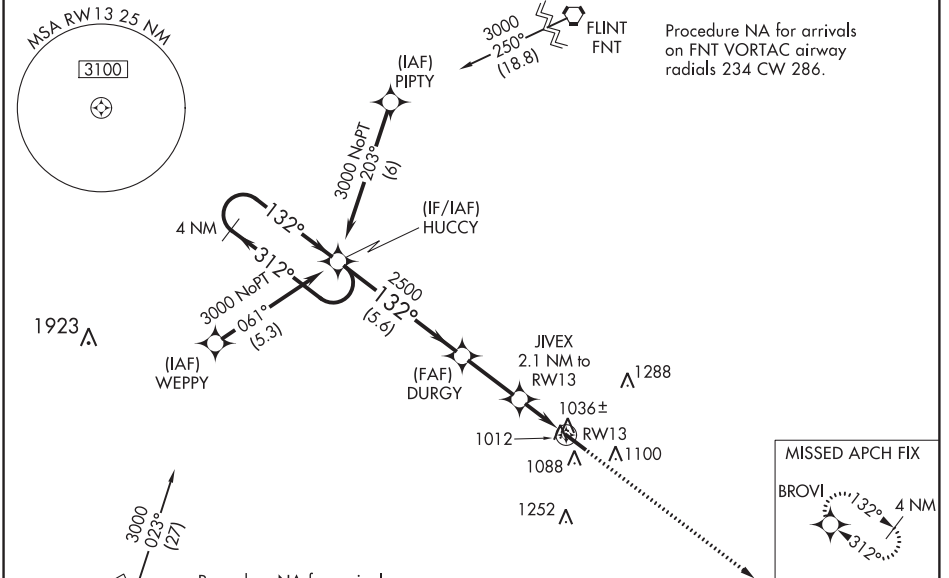 MSA RW13 25 NM
3100
3000
250°
(18.8)
FLINT
FNT
Procedure NA for arrivals
on FNT VORTAC airway
radials 234 CW 286.
(IAF)
PIPTY
3000 NoPT
203°
(6)
(IF/IAF)
HUCCY
4 NM
132°
312°
3000 NoPT
061°
(5.3)
2500
132°
(5.6)
1923
(IAF)
WEPPY
(FAF)
DURGY
JIVEX
2.1 NM to
RW13
1288
1036±
1012
RW13
1088
1100
1252
MISSED APCH FIX
BROVI
132°
4 NM
312°
3000
023°
(27)